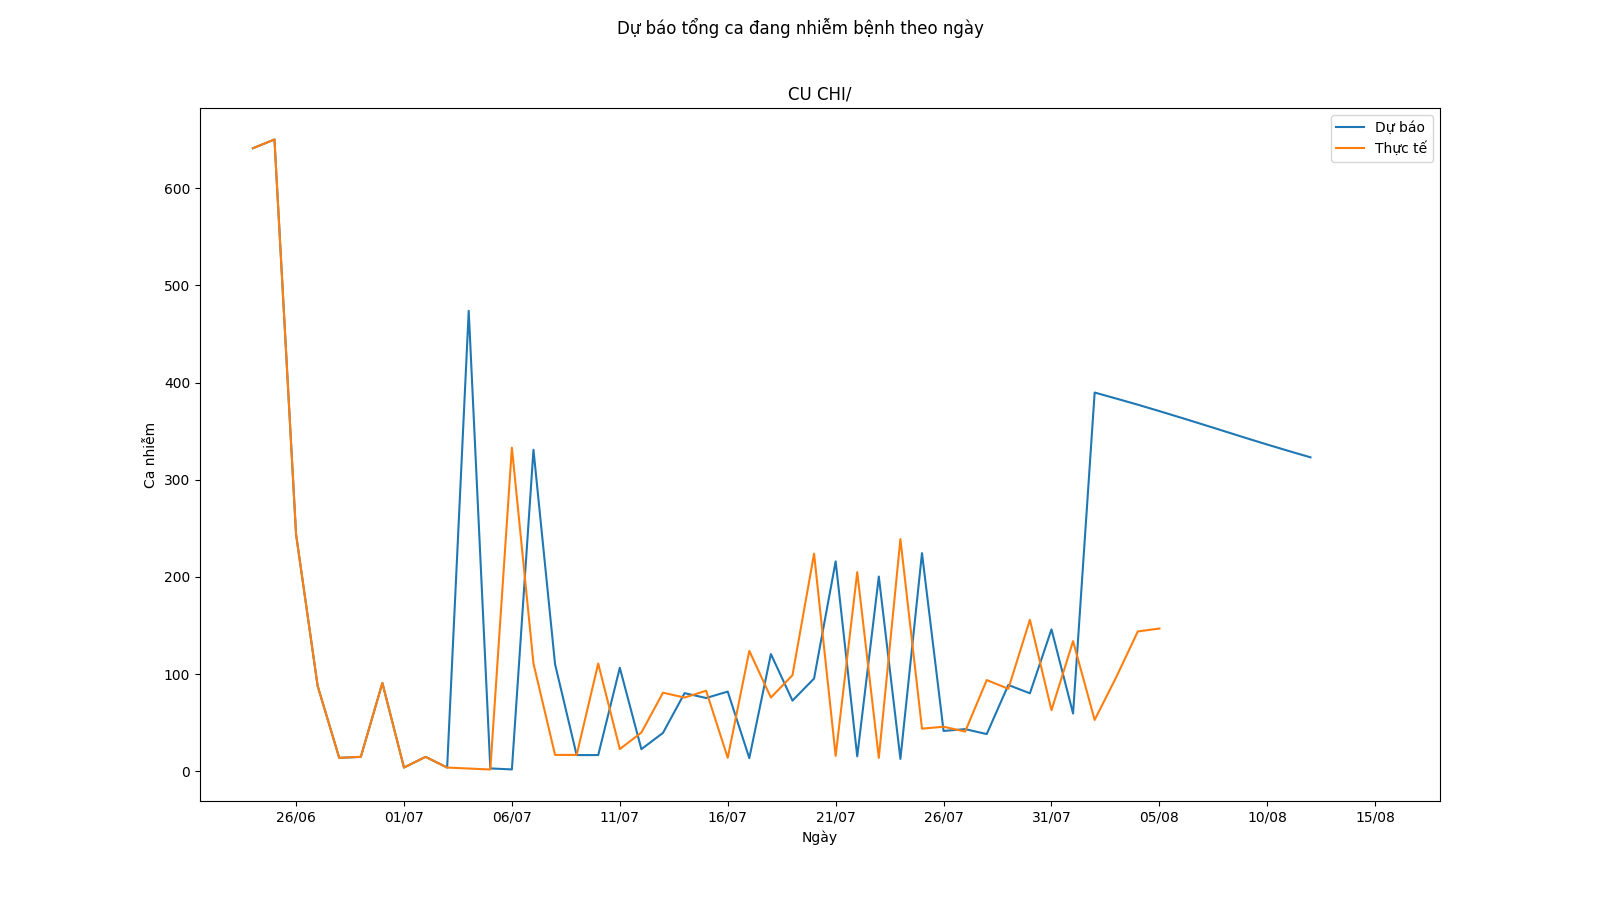 Dự báo tổng ca đang nhiễm bệnh theo ngày
CU CHI/
Dự báo
Thực tế
600
500
400
300
200
100
0
Ca nhiễm
26/06 01/07 06/07 11/07 16/07 21/07 26/07 31/07 05/08 10/08 15/08
Ngày